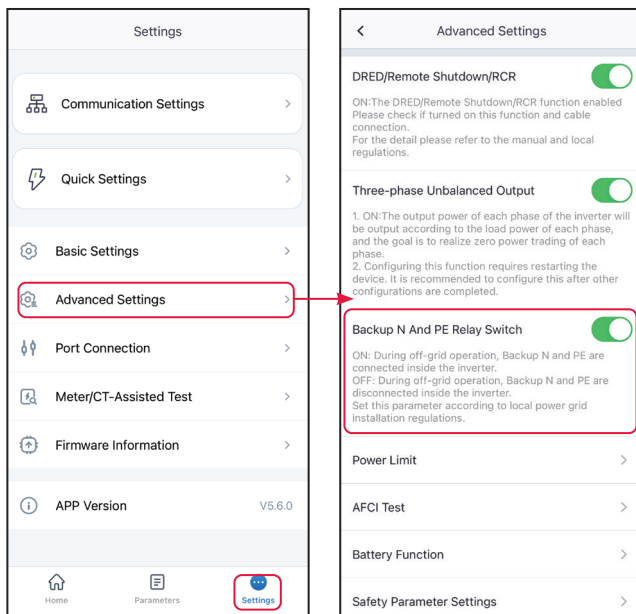 Settings
Communication Settings
Quick Settings
Basic Settings
Advanced Settings
Port Connection
Meter/CT-Assisted Test
Firmware Information
APP Version V5.6.0
Home Parameters Settings
Advanced Settings
DRED/Remote Shutdown/RCR
ON:The DRED/Remote Shutdown/RCR function enabled
Please check if turned on this function and cable
connection.
For the detail please refer to the manual and local
regulations.
Three-phase Unbalanced Output
1. ON:The output power of each phase of the inverter will
be output according to the load power of each phase,
and the goal is to realize zero power trading of each
phase.
2. Configuring this function requires restarting the
device. It is recommended to configure this after other
configurations are completed.
Backup N And PE Relay Switch
ON: During off-grid operation, Backup N and PE are
connected inside the inverter.
OFF: During off-grid operation, Backup N and PE are
disconnected inside the inverter.
Set this parameter according to local power grid
installation regulations.
Power Limit
AFCI Test
Battery Function
Safety Parameter Settings